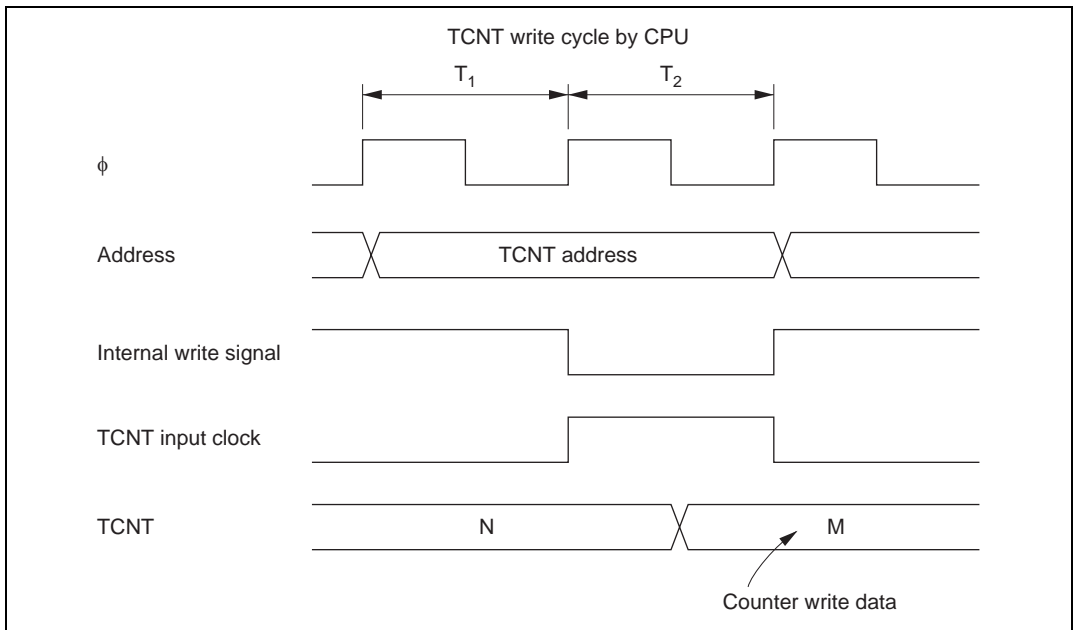 TCNT write cycle by CPU
T1 T2
ϕ
Address TCNT address
Internal write signal
TCNT input clock
TCNT N M
Counter write data